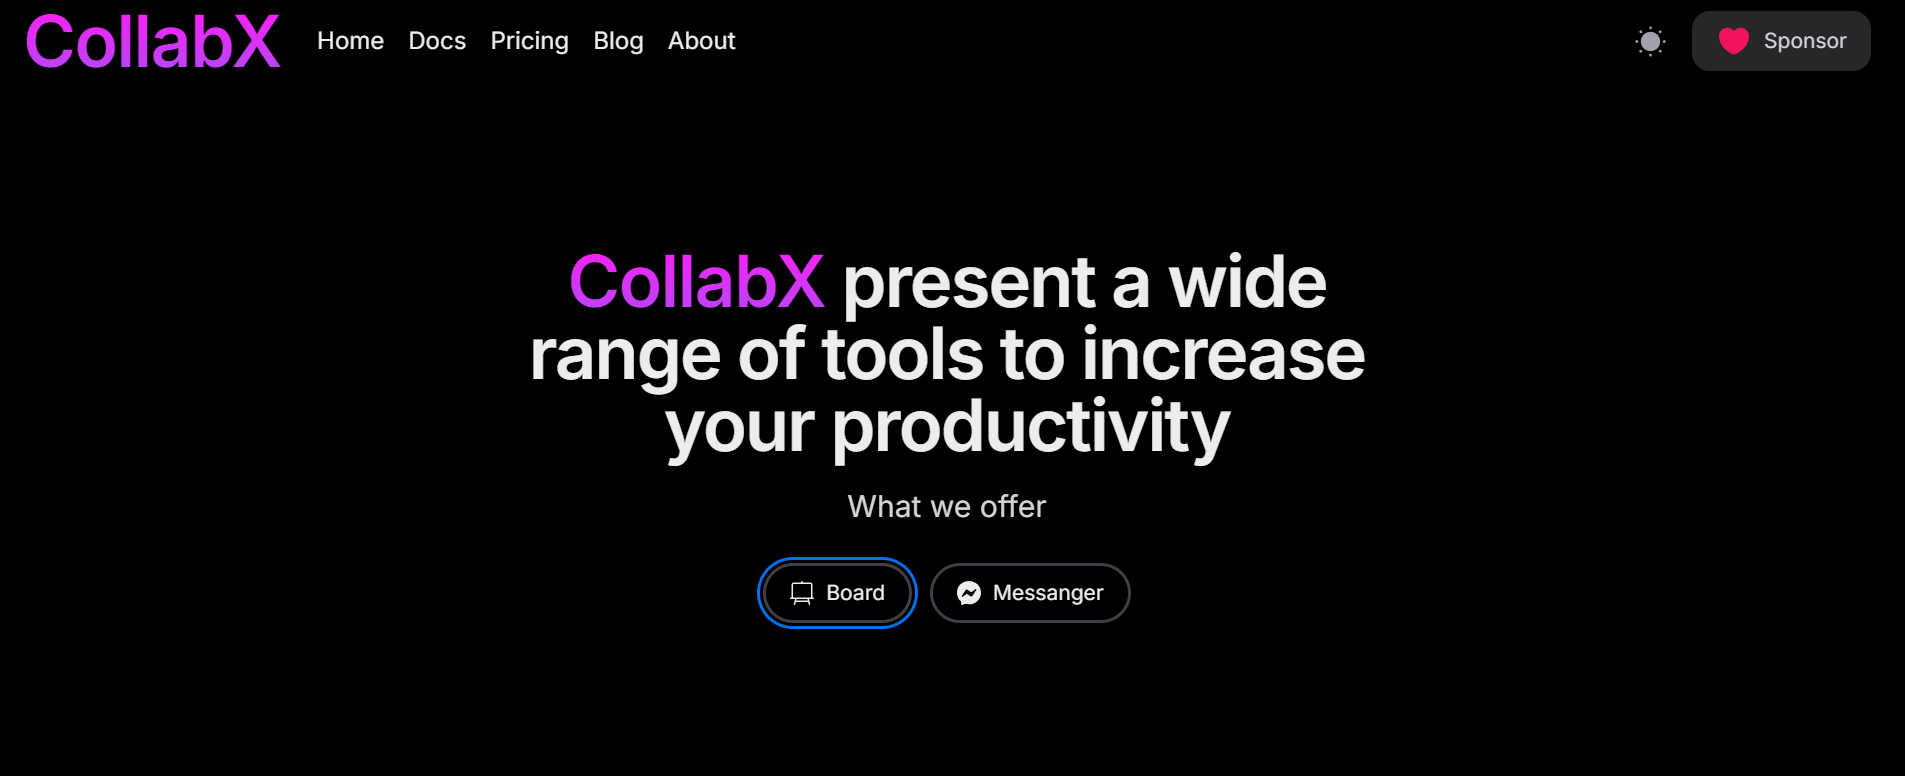 CollabX
Home Docs Pricing Blog About
Sponsor
CollabX present a wide
range of tools to increase
your productivity
What we offer
Board
Messanger